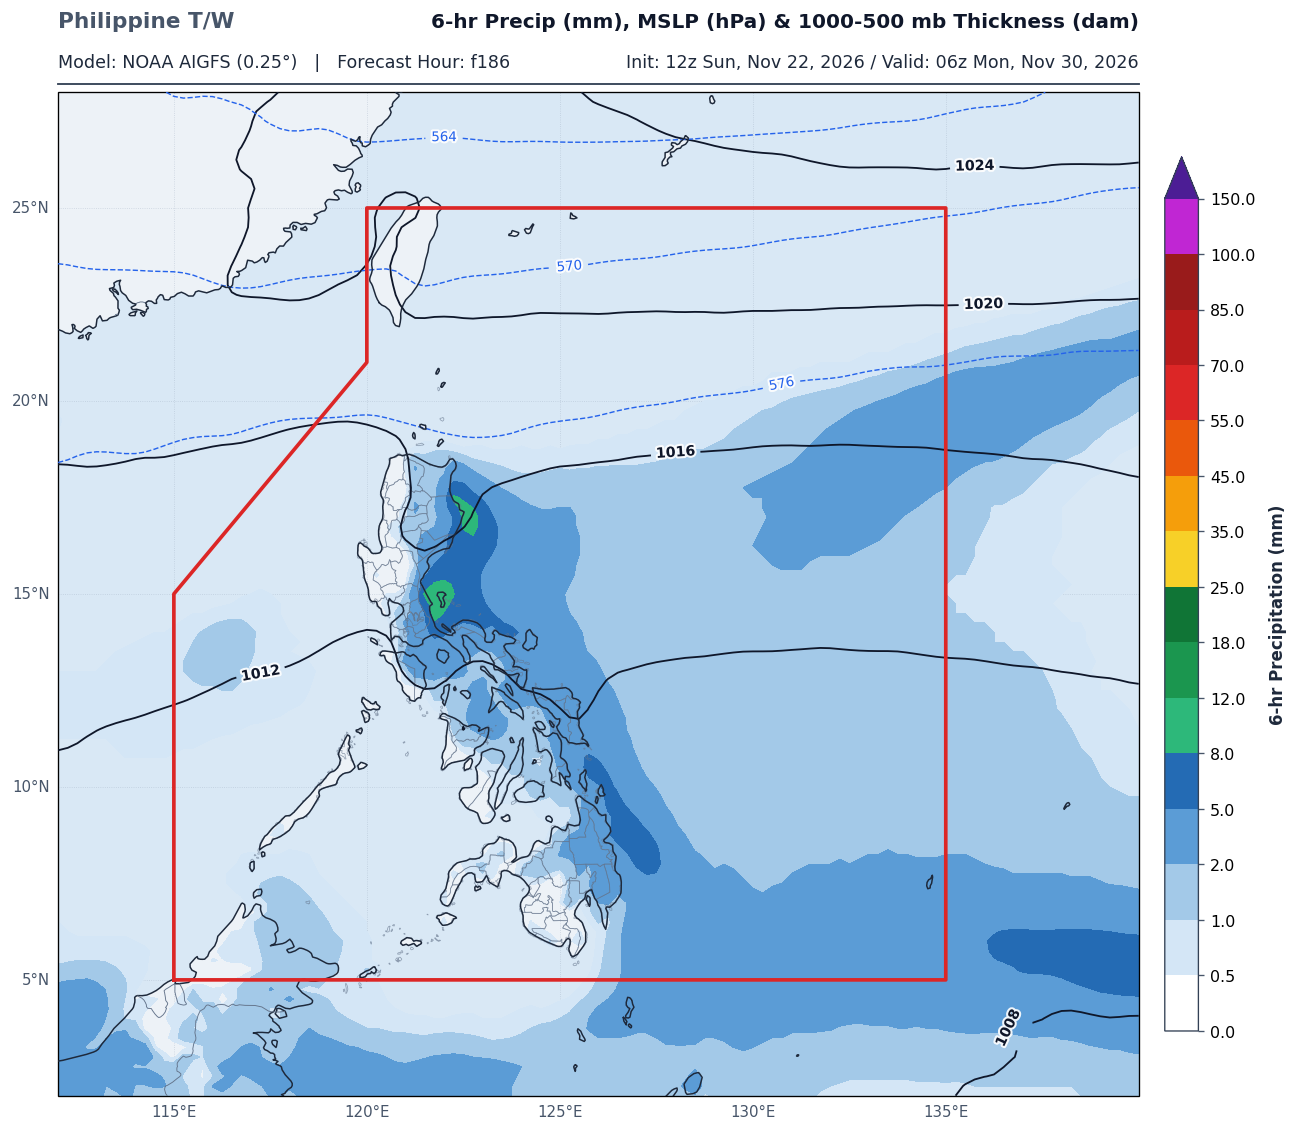 Philippine T/W
6-hr Precip (mm), MSLP (hPa) & 1000-500 mb Thickness (dam)
Model: NOAA AIGFS (0.25°) | Forecast Hour: f186
Init: 12z Sun, Nov 22, 2026 / Valid: 06z Mon, Nov 30, 2026
564
1024
25°N
570
1020
576
20°N
1016
15°N
1012
10°N
5°N
1008
115°E
120°E
125°E
130°E
135°E
150.0
100.0
85.0
70.0
55.0
45.0
35.0
25.0
18.0
12.0
8.0
5.0
2.0
1.0
0.5
0.0
6-hr Precipitation (mm)